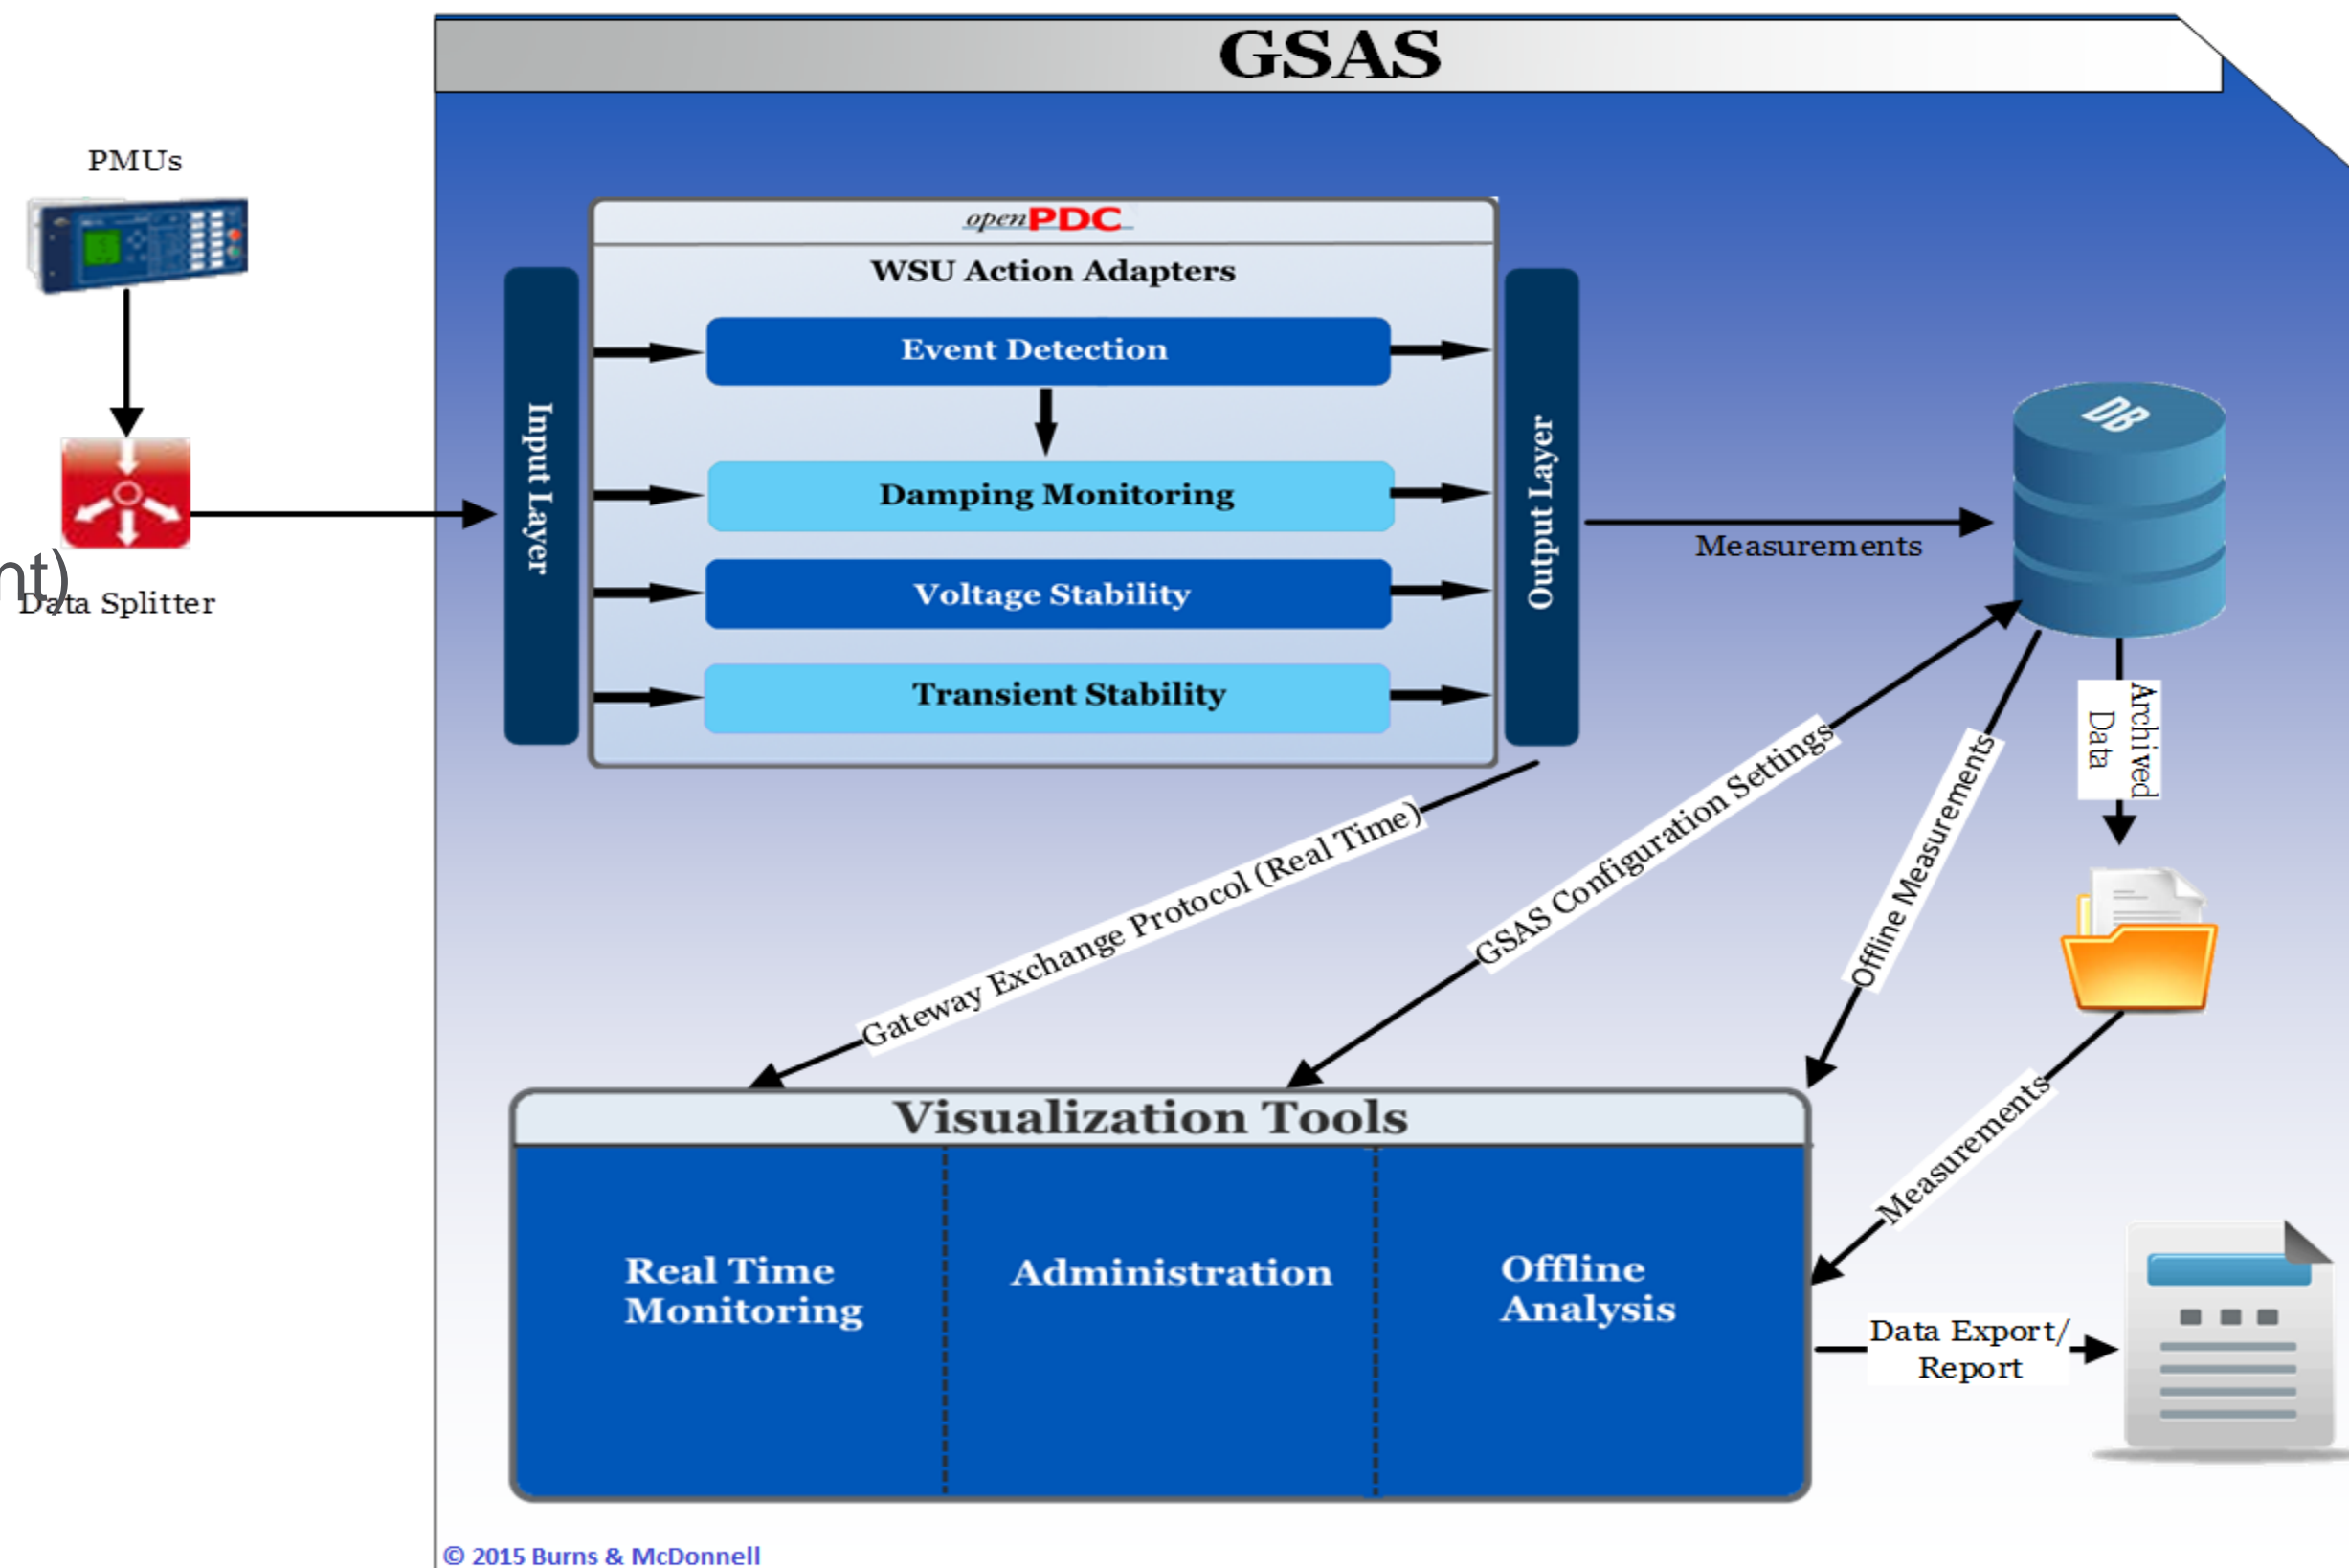 GSAS
PMUs
nt)
Data Splitter
openPDC
WSU Action Adapters
Input Layer
Event Detection
Damping Monitoring
Voltage Stability
Transient Stability
Output Layer
Measurements
DB
Archived
Data
Gateway Exchange Protocol (Real Time)
GSAS Configuration Settings
Offline Measurements
Measurements
Visualization Tools
Real Time
Monitoring
Administration
Offline
Analysis
Data Export/
Report
© 2015 Burns & McDonnell